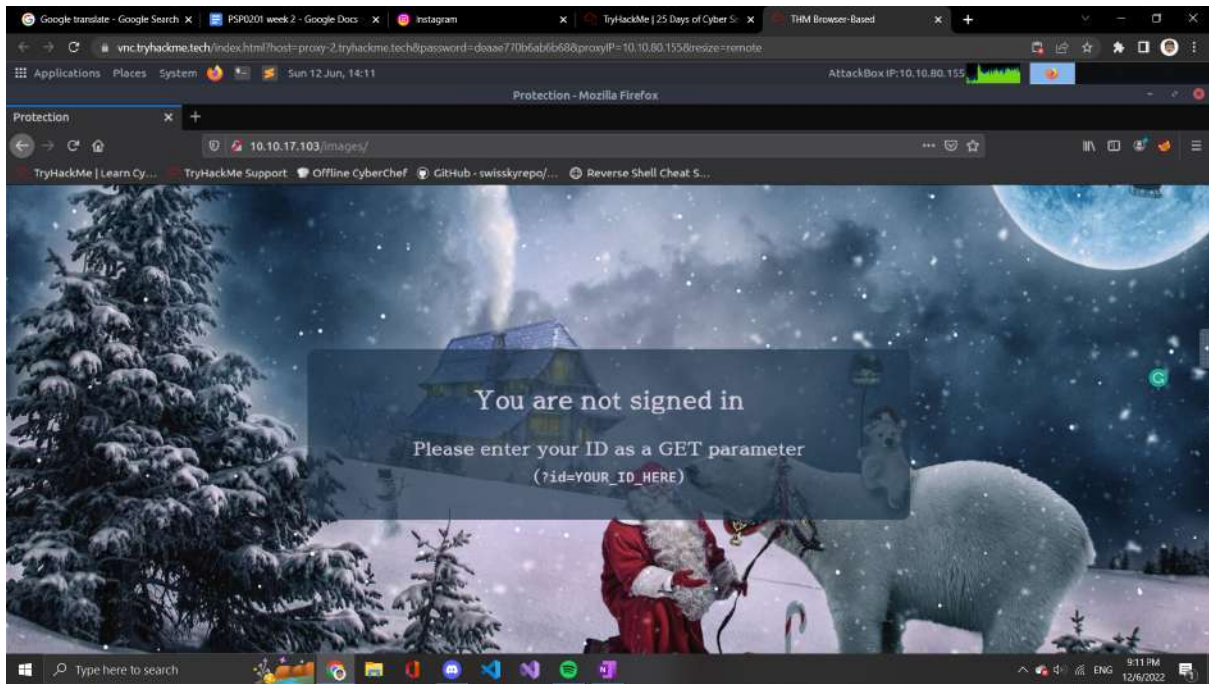 Google translate - Google Search
PSP0201 week 2 - Google Docs
Instagram
TryHackMe | 25 Days of Cyber Se
THM Browser-Based
vnc.tryhackme.tech/index.html?host=proxy-2.tryhackme.tech&password=deaae770b6ab6b68&proxyIP=10.10.80.155&resize=remote
Applications Places System Sun 12 Jun, 14:11 AttackBox IP:10.10.80.155
Protection - Mozilla Firefox
Protection
10.10.17.103/images/
TryHackMe | Learn Cy... TryHackMe Support Offline CyberChef GitHub - swisskyrepo/... Reverse Shell Cheat S...
You are not signed in
Please enter your ID as a GET parameter
(?id=YOUR_ID_HERE)
Type here to search
ENG
9:11 PM
12/6/2022